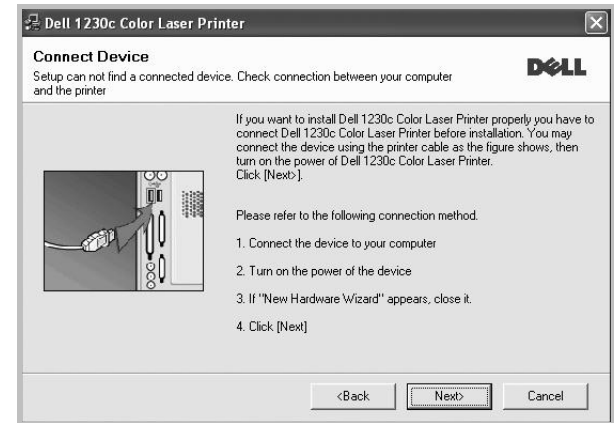 Dell 1230c Color Laser Printer
Connect Device
Setup can not find a connected device. Check connection between your computer
and the printer
DELL
If you want to install Dell 1230c Color Laser Printer properly you have to
connect Dell 1230c Color Laser Printer before installation. You may
connect the device using the printer cable as the figure shows, then
turn on the power of Dell 1230c Color Laser Printer.
Click [Next>].
Please refer to the following connection method.
1. Connect the device to your computer
2. Turn on the power of the device
3. If "New Hardware Wizard" appears, close it.
4. Click [Next]
<Back
Next>
Cancel